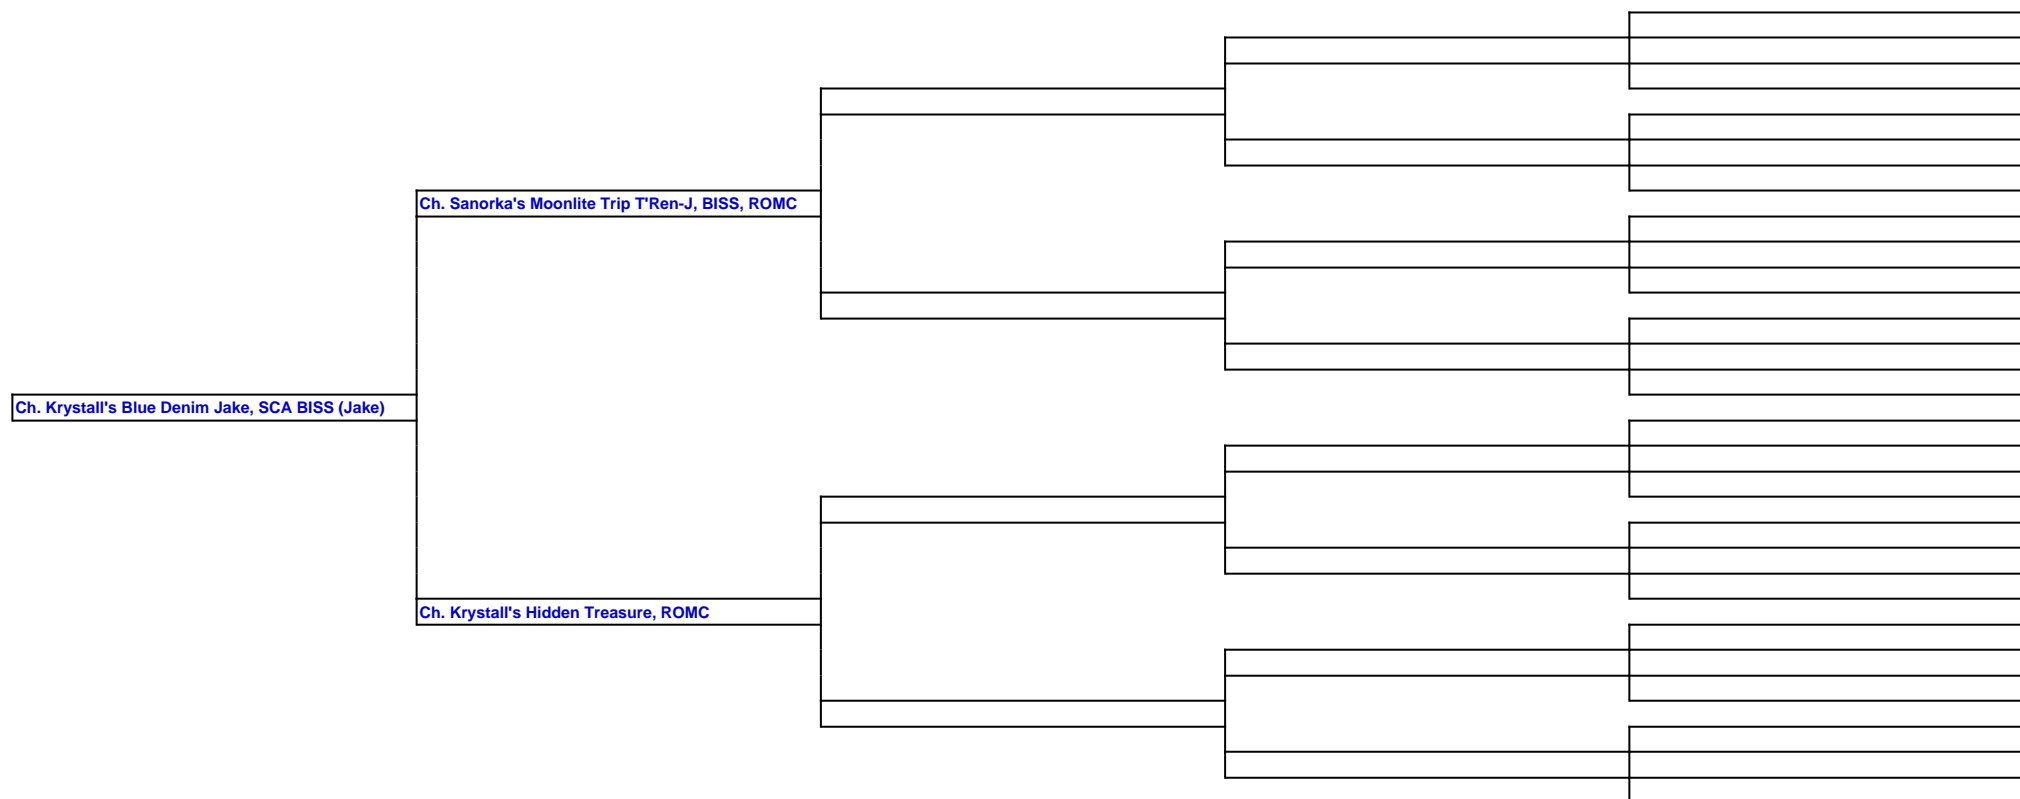 Ch. Sanorka's Moonlite Trip T'Ren-J, BISS, ROMC
Ch. Krystall's Blue Denim Jake, SCA BISS (Jake)
Ch. Krystall's Hidden Treasure, ROMC